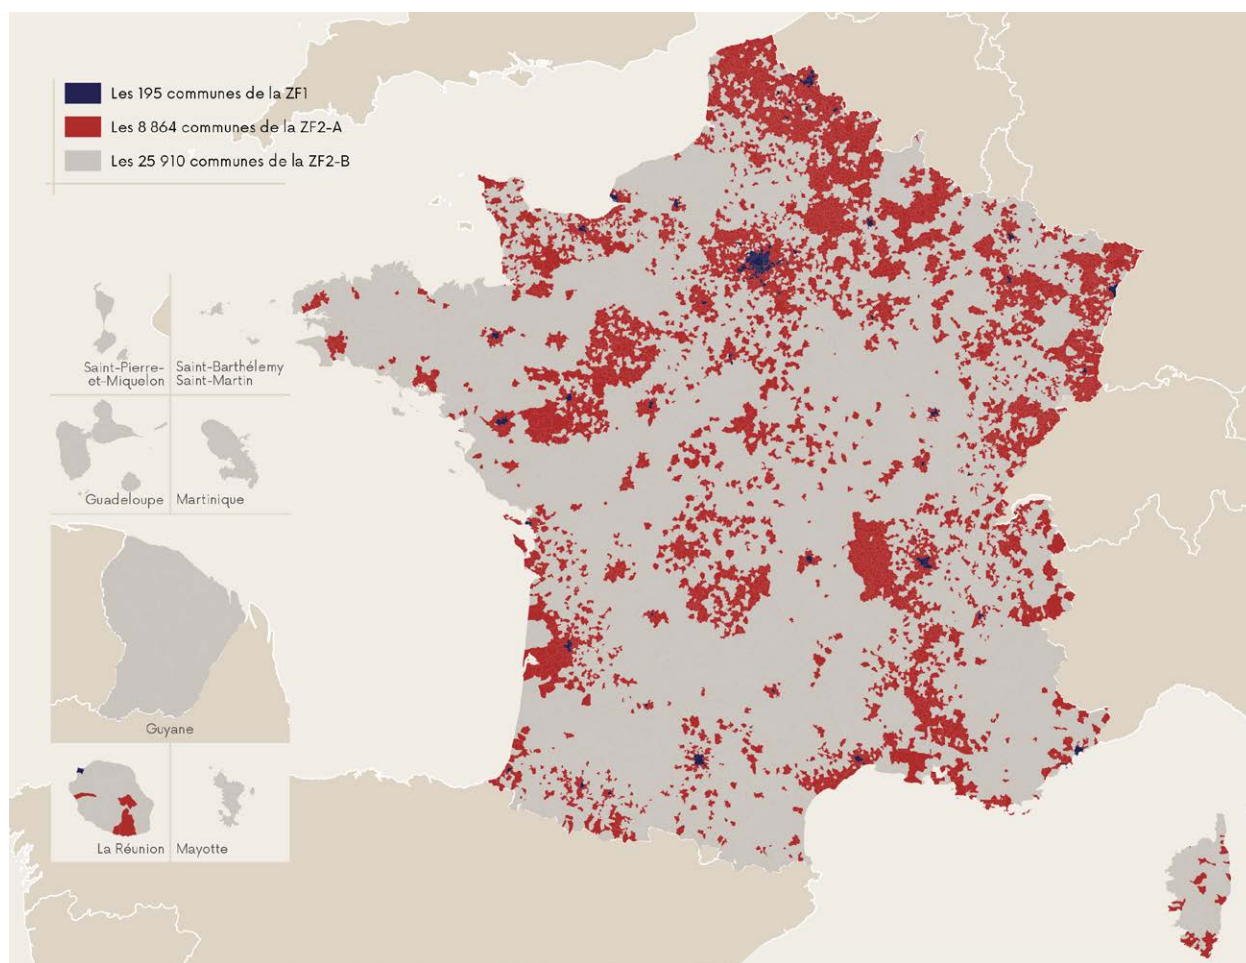 Les 195 communes de la ZF1
Les 8 864 communes de la ZF2-A
Les 25 910 communes de la ZF2-B
Saint-Pierre-
et-Miquelon
Saint-Barthélemy
Saint-Martin
Guadeloupe
Martinique
Guyane
La Réunion
Mayotte